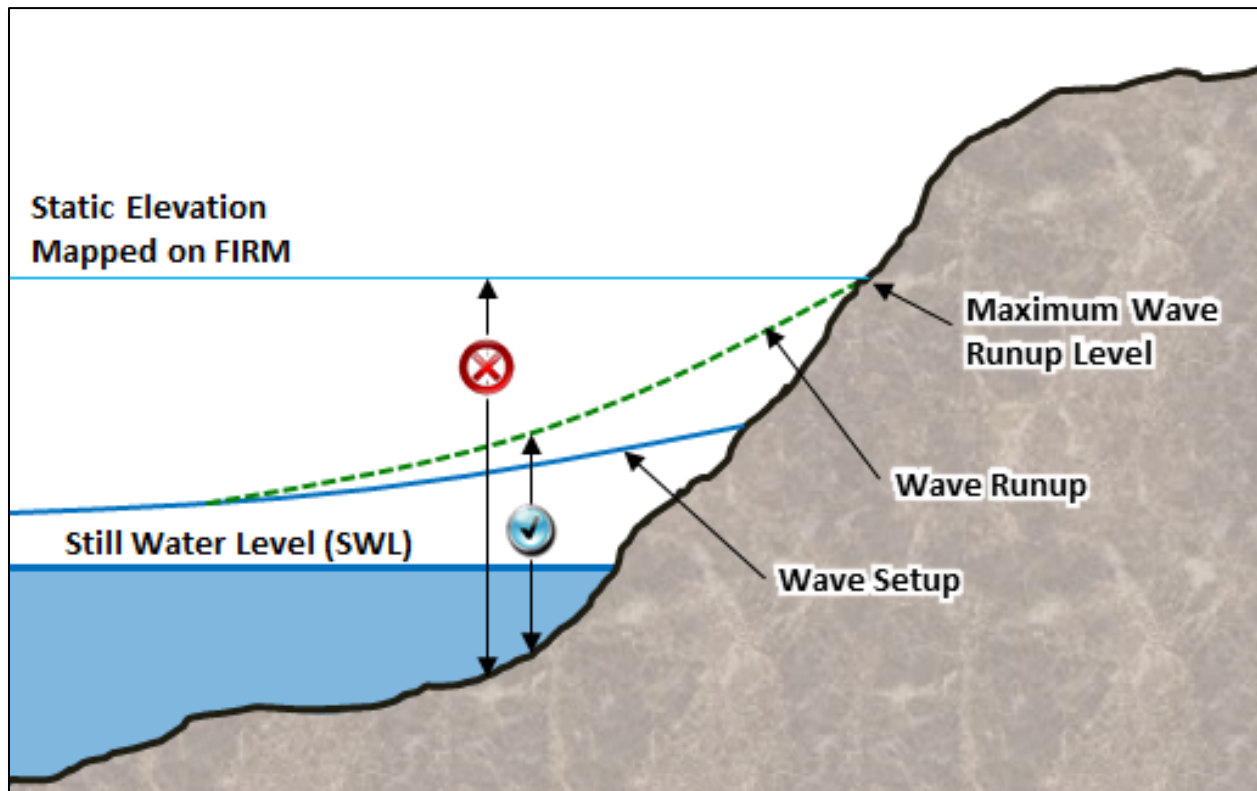 Static Elevation
Mapped on FIRM
Maximum Wave
Runup Level
Wave Runup
Still Water Level (SWL)
Wave Setup